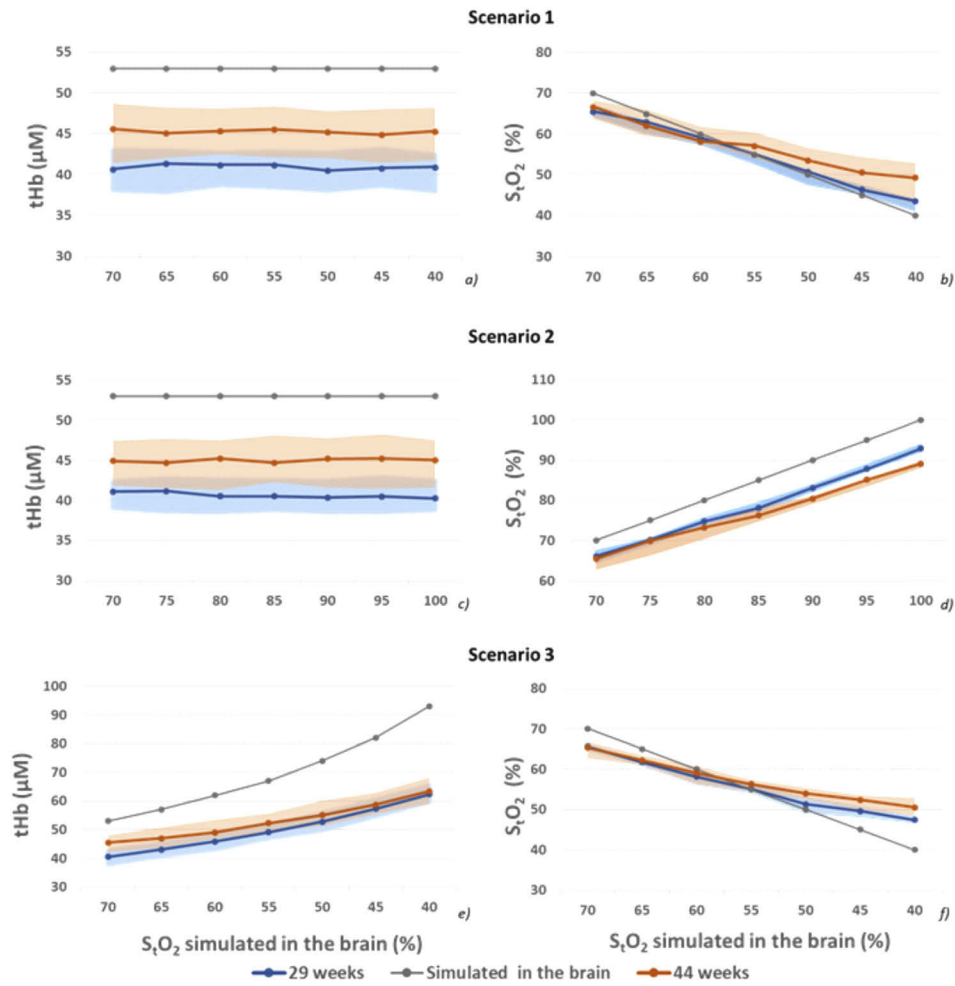 Scenario 1
55
50
45
40
35
30
tHb (μM)
70 65 60 55 50 45 40
a)
80
70
60
50
40
30
StO2 (%)
70 65 60 55 50 45 40
b)
Scenario 2
55
50
45
40
35
30
tHb (μM)
70 75 80 85 90 95 100
c)
110
100
90
80
70
60
StO2 (%)
70 75 80 85 90 95 100
d)
Scenario 3
100
90
80
70
60
50
40
30
tHb (μM)
70 65 60 55 50 45 40
e)
80
70
60
50
40
30
StO2 (%)
70 65 60 55 50 45 40
f)
StO2 simulated in the brain (%)
StO2 simulated in the brain (%)
29 weeks Simulated in the brain 44 weeks